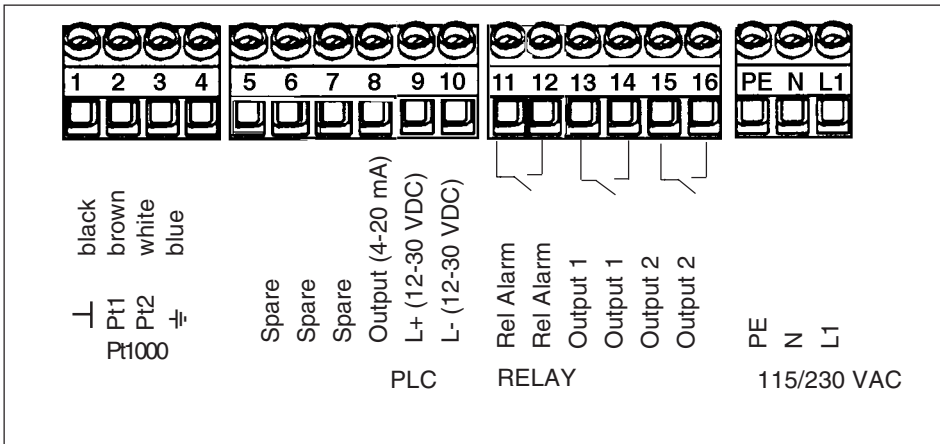 1 2 3 4 5 6 7 8 9 10 11 12 13 14 15 16 PE N L1
black
brown
white
blue
Pt1
Pt2
Pt1000
Spare
Spare
Spare
Output (4-20 mA)
L+ (12-30 VDC)
L- (12-30 VDC)
PLC
Rel Alarm
Rel Alarm
Output 1
Output 1
Output 2
Output 2
RELAY
PE
N
L1
115/230 VAC